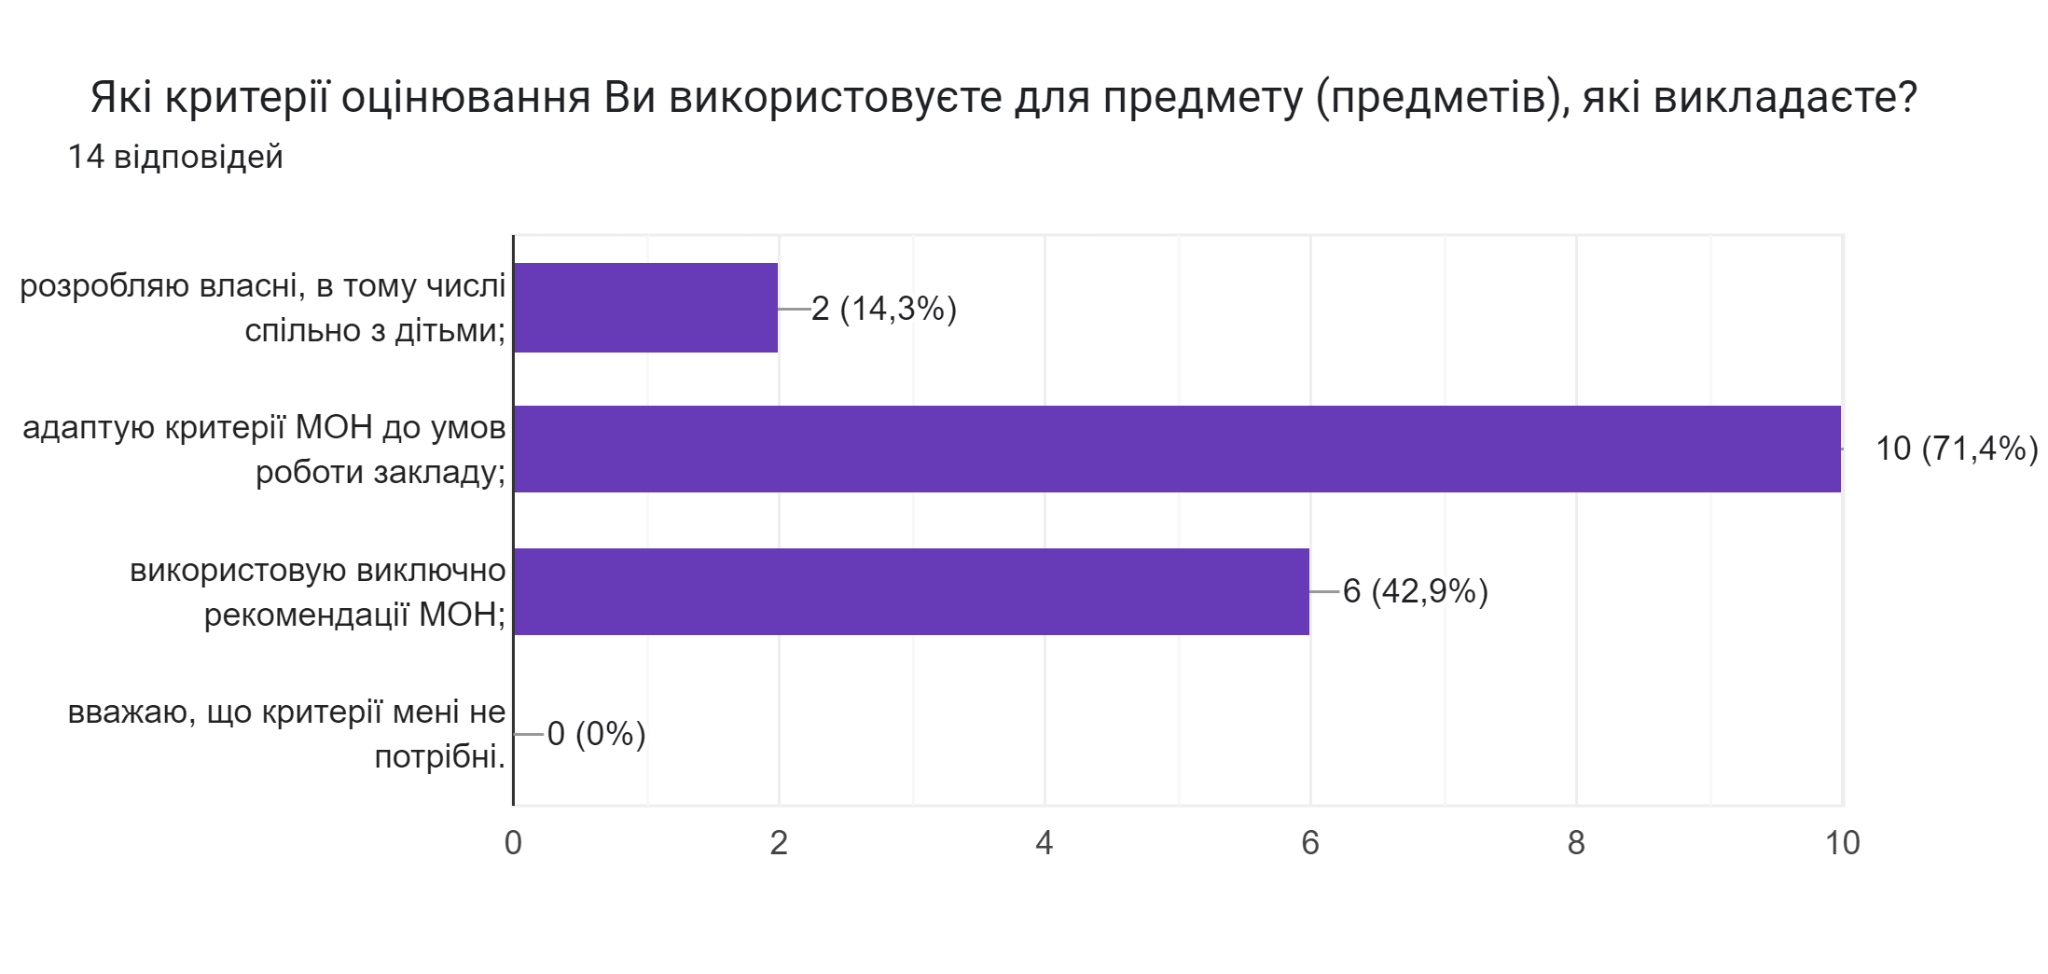 Які критерії оцінювання Ви використовуєте для предмету (предметів), які викладаєте?
14 відповідей
розробляю власні, в тому числі
спільно з дітьми;
2 (14,3%)
адаптую критерії МОН до умов
роботи закладу;
10 (71,4%)
використовую виключно
рекомендації МОН;
6 (42,9%)
вважаю, що критерії мені не
потрібні.
0 (0%)
0 2 4 6 8 10